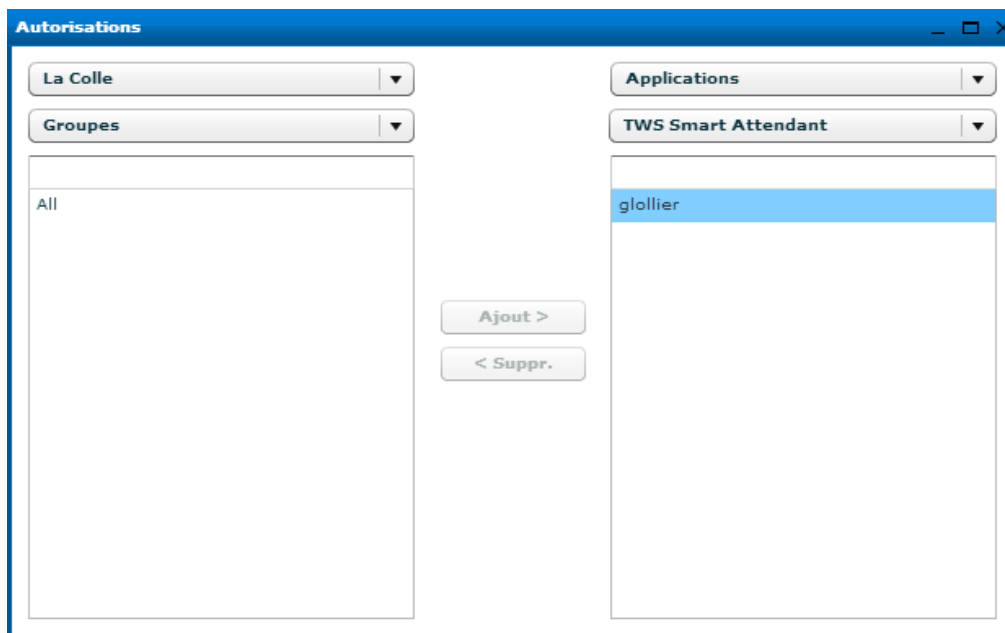 Autorisations
La Colle
Applications
Groupes
TWS Smart Attendant
All
glollier
Ajout >
< Suppr.